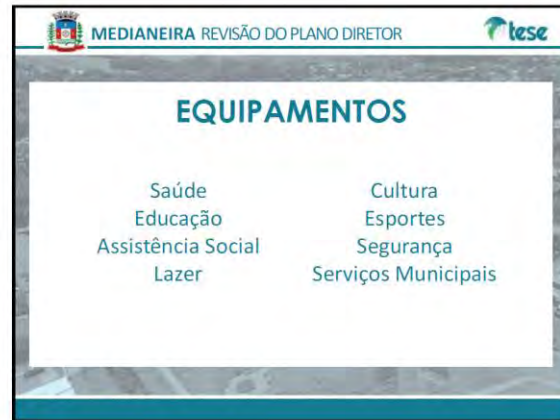 MEDIANEIRA REVISÃO DO PLANO DIRETOR
tese
EQUIPAMENTOS
Saúde
Educação
Assistência Social
Lazer
Cultura
Esportes
Segurança
Serviços Municipais